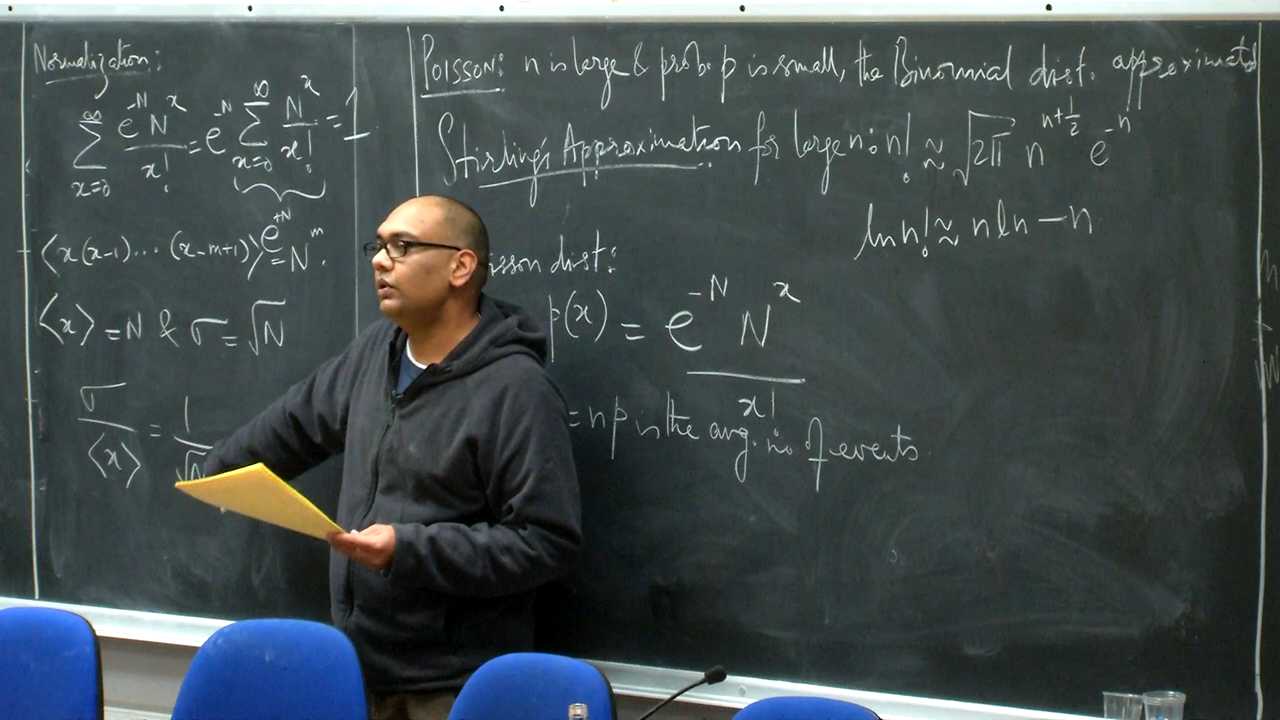 Normalization:
∞ Σ x=0 e^{-N} N^x / x! = e^{-N} ∞ Σ x=0 N^x / x! = 1
e^{+N}
⟨x(x-1)...(x-m+1)⟩ = N^m.
⟨x⟩ = N & σ = √N
σ / ⟨x⟩ = 1 / √N
POISSON: n is large & prob. p is small, the Binomial dist. approximated
Stirling's Approximation for large n: n! ≈ √2π n^{n+1/2} e^{-n}
ln n! ≈ n ln - n
isson dist:
p(x) = e^{-N} N^x / x!
= np is the avg. no. of events